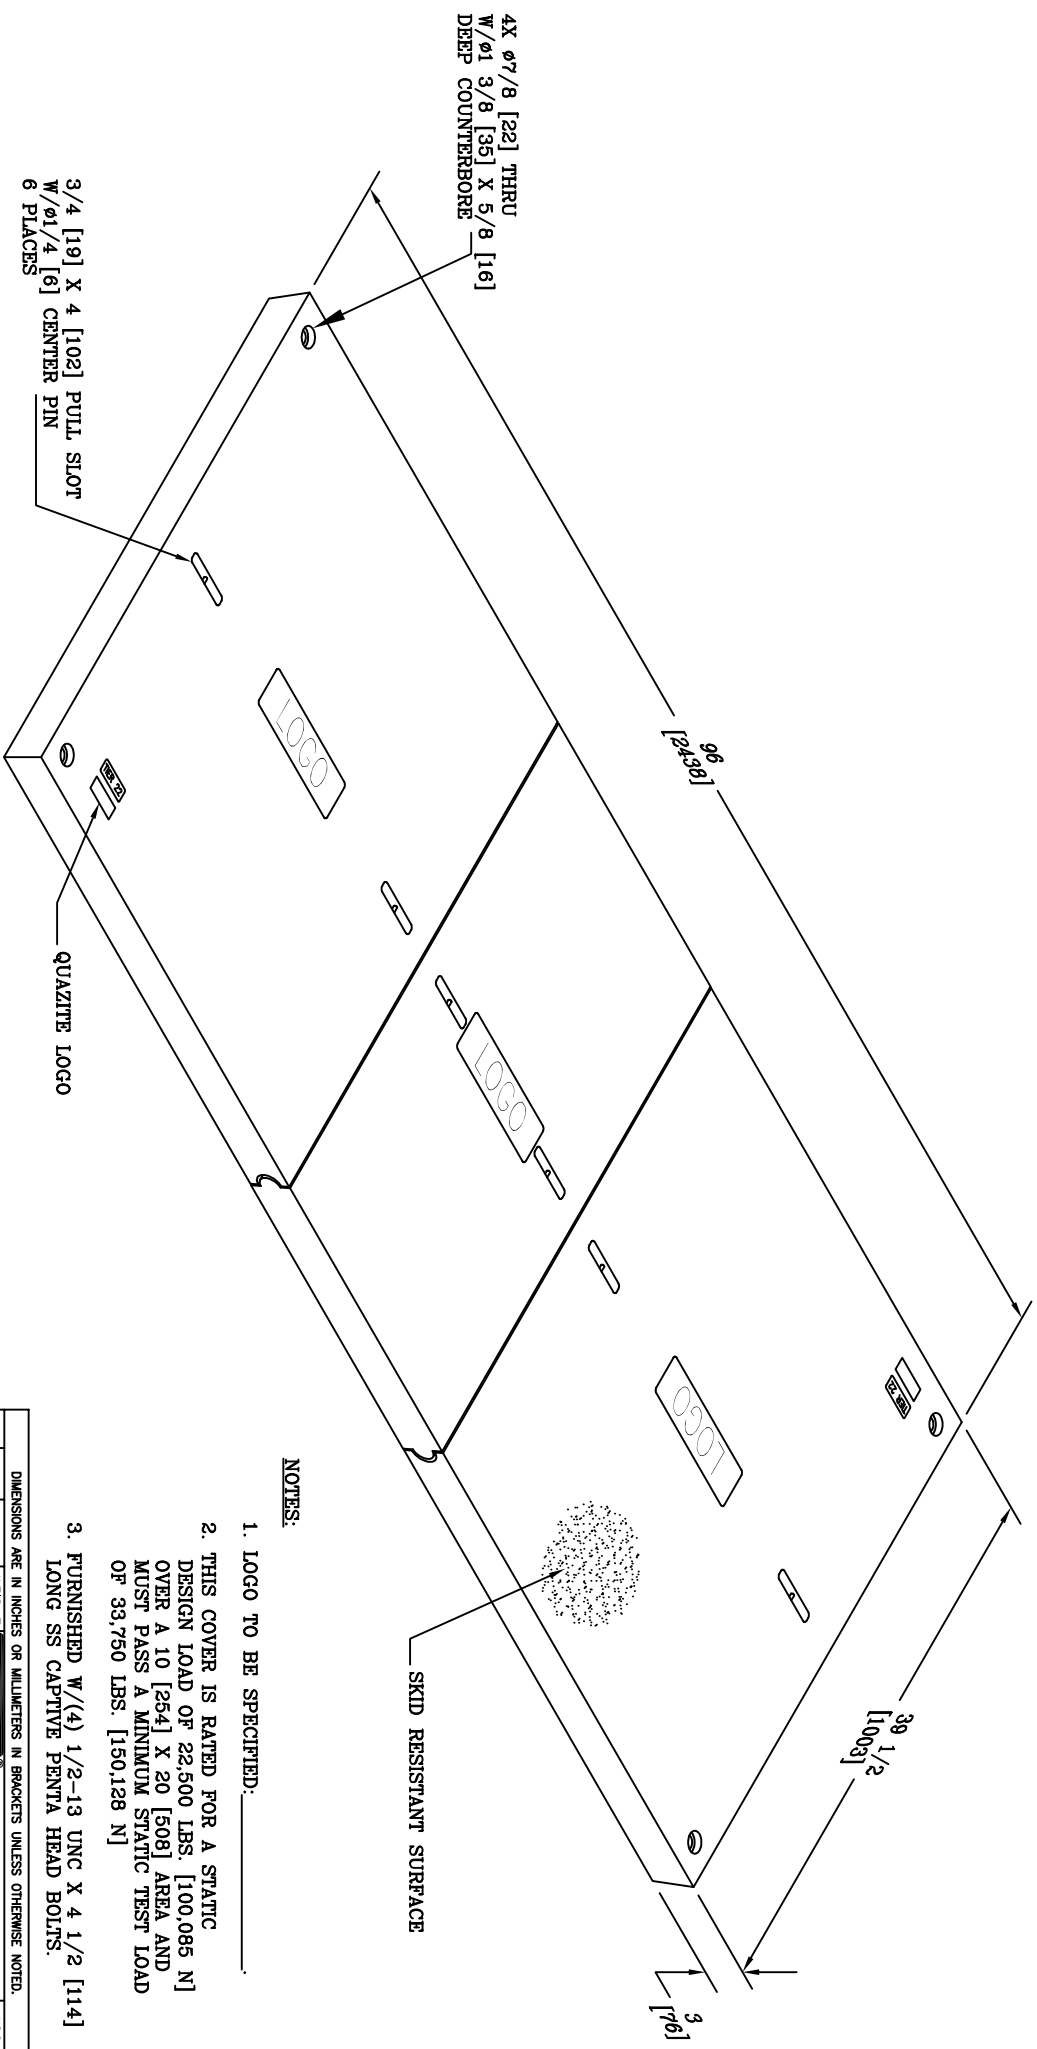 4X ø7/8 [22] THRU
W/ø1 3/8 [35] X 5/8 [16]
DEEP COUNTERBORE
3/4 [19] X 4 [102] PULL SLOT
W/ø1/4 [6] CENTER PIN
6 PLACES
96
[2438]
39 1/2
[1003]
3
[76]
LOGO
LOGO
LOGO
TIER 22
TIER 22
QUAZITE LOGO
SKID RESISTANT SURFACE
NOTES:
1. LOGO TO BE SPECIFIED: ____________.
2. THIS COVER IS RATED FOR A STATIC
DESIGN LOAD OF 22,500 LBS. [100,085 N]
OVER A 10 [254] X 20 [508] AREA AND
MUST PASS A MINIMUM STATIC TEST LOAD
OF 33,750 LBS. [150,128 N]
3. FURNISHED W/(4) 1/2-13 UNC X 4 1/2 [114]
LONG SS CAPTIVE PENTA HEAD BOLTS.
DIMENSIONS ARE IN INCHES OR MILLIMETERS IN BRACKETS UNLESS OTHERWISE NOTED.